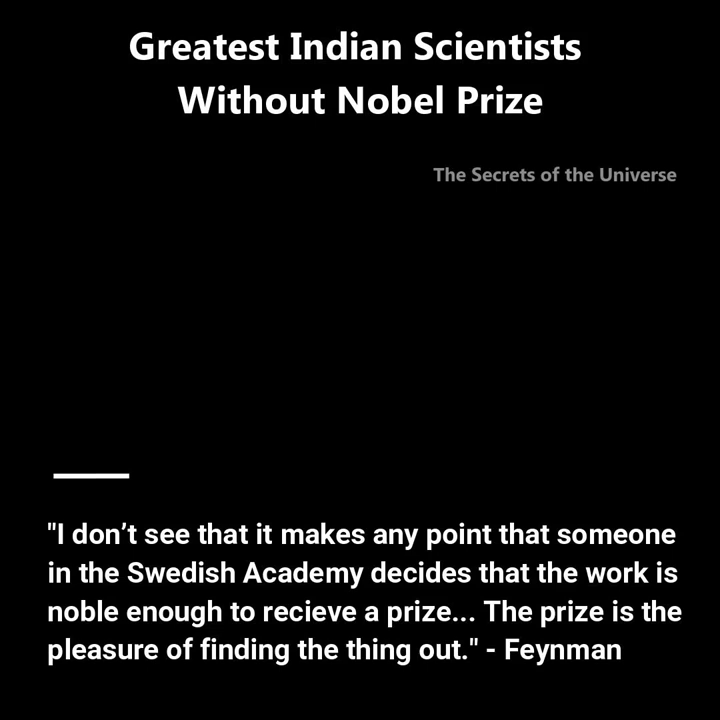 Greatest Indian Scientists
Without Nobel Prize
The Secrets of the Universe
"I don’t see that it makes any point that someone
in the Swedish Academy decides that the work is
noble enough to recieve a prize... The prize is the
pleasure of finding the thing out." - Feynman